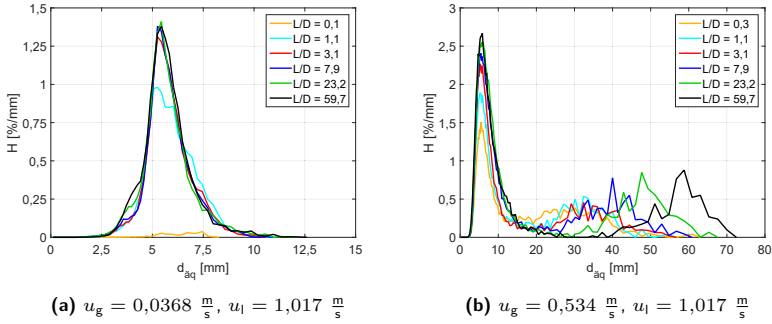 1,5
1,25
1
0,75
0,5
0,25
0
H [%/mm]
0 2,5 5 7,5 10 12,5 15
d_äq [mm]
L/D = 0,1
L/D = 1,1
L/D = 3,1
L/D = 7,9
L/D = 23,2
L/D = 59,7
(a) u_g = 0,0368 m/s, u_l = 1,017 m/s
3
2.5
2
1.5
1
0.5
0
H [%/mm]
0 10 20 30 40 50 60 70 80
d_äq [mm]
L/D = 0,3
L/D = 1,1
L/D = 3,1
L/D = 7,9
L/D = 23,2
L/D = 59,7
(b) u_g = 0,534 m/s, u_l = 1,017 m/s